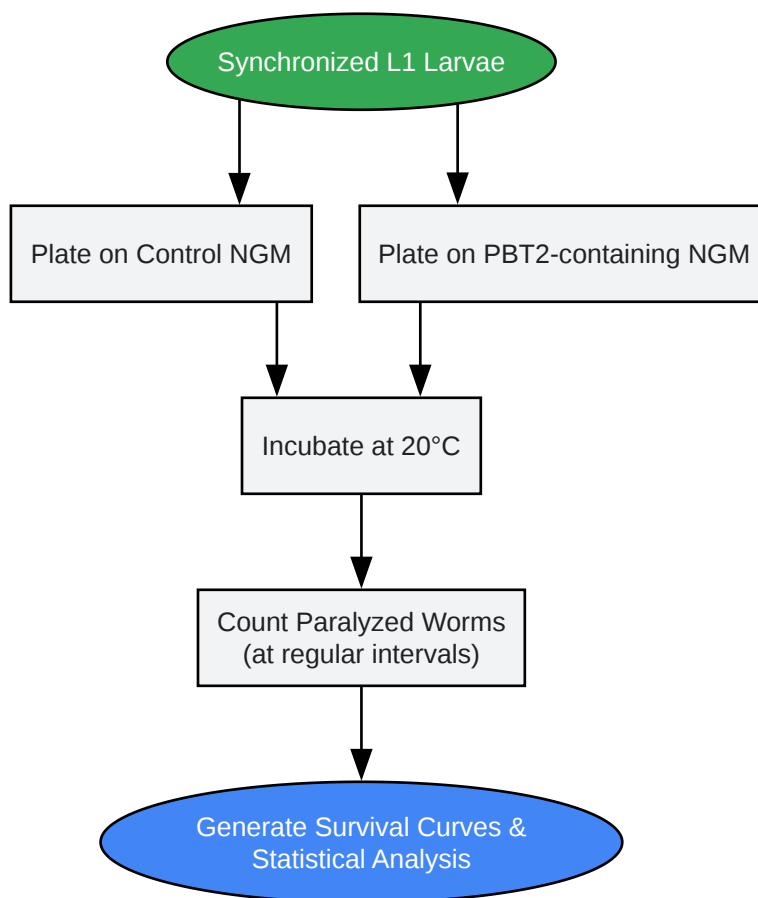 Synchronized L1 Larvae
Plate on Control NGM
Plate on PBT2-containing NGM
Incubate at 20°C
Count Paralyzed Worms
(at regular intervals)
Generate Survival Curves &
Statistical Analysis